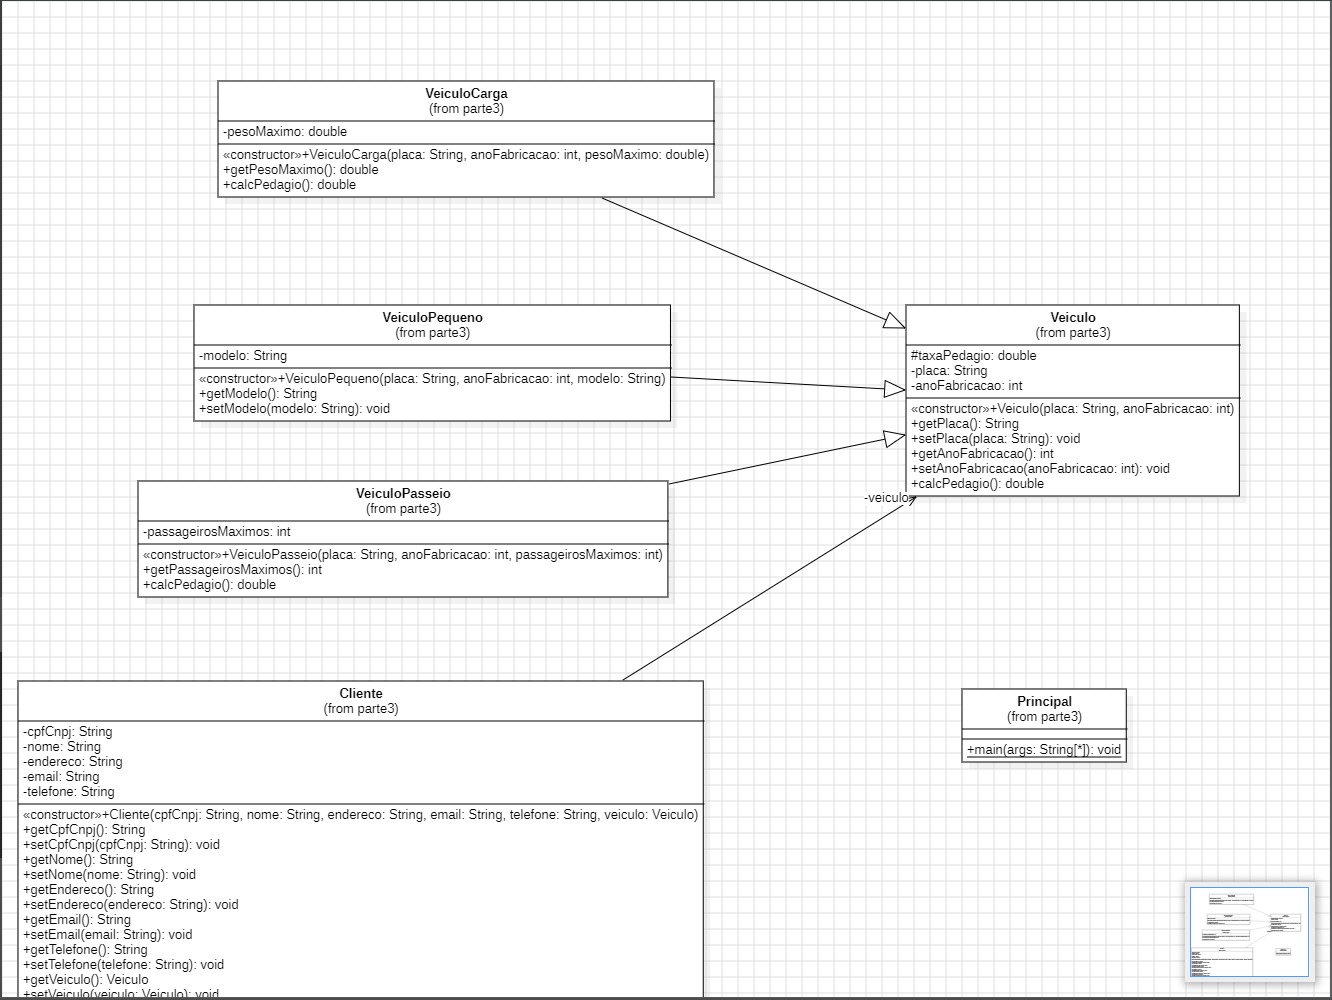 VeiculoCarga
(from parte3)
-pesoMaximo: double
«constructor»+VeiculoCarga(placa: String, anoFabricacao: int, pesoMaximo: double)
+getPesoMaximo(): double
+calcPedagio(): double
VeiculoPequeno
(from parte3)
-modelo: String
«constructor»+VeiculoPequeno(placa: String, anoFabricacao: int, modelo: String)
+getModelo(): String
+setModelo(modelo: String): void
Veiculo
(from parte3)
#taxaPedagio: double
-placa: String
-anoFabricacao: int
«constructor»+Veiculo(placa: String, anoFabricacao: int)
+getPlaca(): String
+setPlaca(placa: String): void
+getAnoFabricacao(): int
+setAnoFabricacao(anoFabricacao: int): void
+calcPedagio(): double
-veiculo
VeiculoPasseio
(from parte3)
-passageirosMaximos: int
«constructor»+VeiculoPasseio(placa: String, anoFabricacao: int, passageirosMaximos: int)
+getPassageirosMaximos(): int
+calcPedagio(): double
Cliente
(from parte3)
-cpfCnpj: String
-nome: String
-endereco: String
-email: String
-telefone: String
«constructor»+Cliente(cpfCnpj: String, nome: String, endereco: String, email: String, telefone: String, veiculo: Veiculo)
+getCpfCnpj(): String
+setCpfCnpj(cpfCnpj: String): void
+getNome(): String
+setNome(nome: String): void
+getEndereco(): String
+setEndereco(endereco: String): void
+getEmail(): String
+setEmail(email: String): void
+getTelefone(): String
+setTelefone(telefone: String): void
+getVeiculo(): Veiculo
+setVeiculo(veiculo: Veiculo): void
Principal
(from parte3)
+main(args: String[*]): void